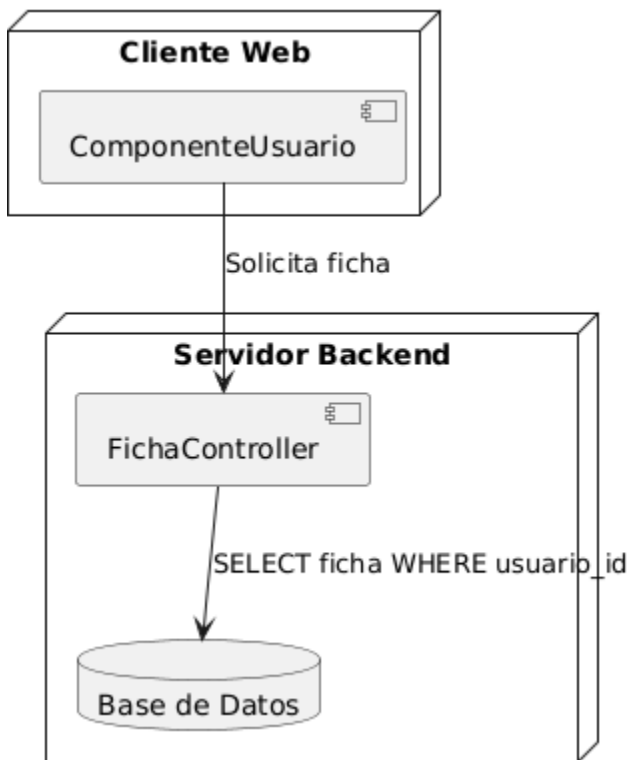 Cliente Web
ComponenteUsuario
Solicita ficha
Servidor Backend
FichaController
SELECT ficha WHERE usuario_id
Base de Datos